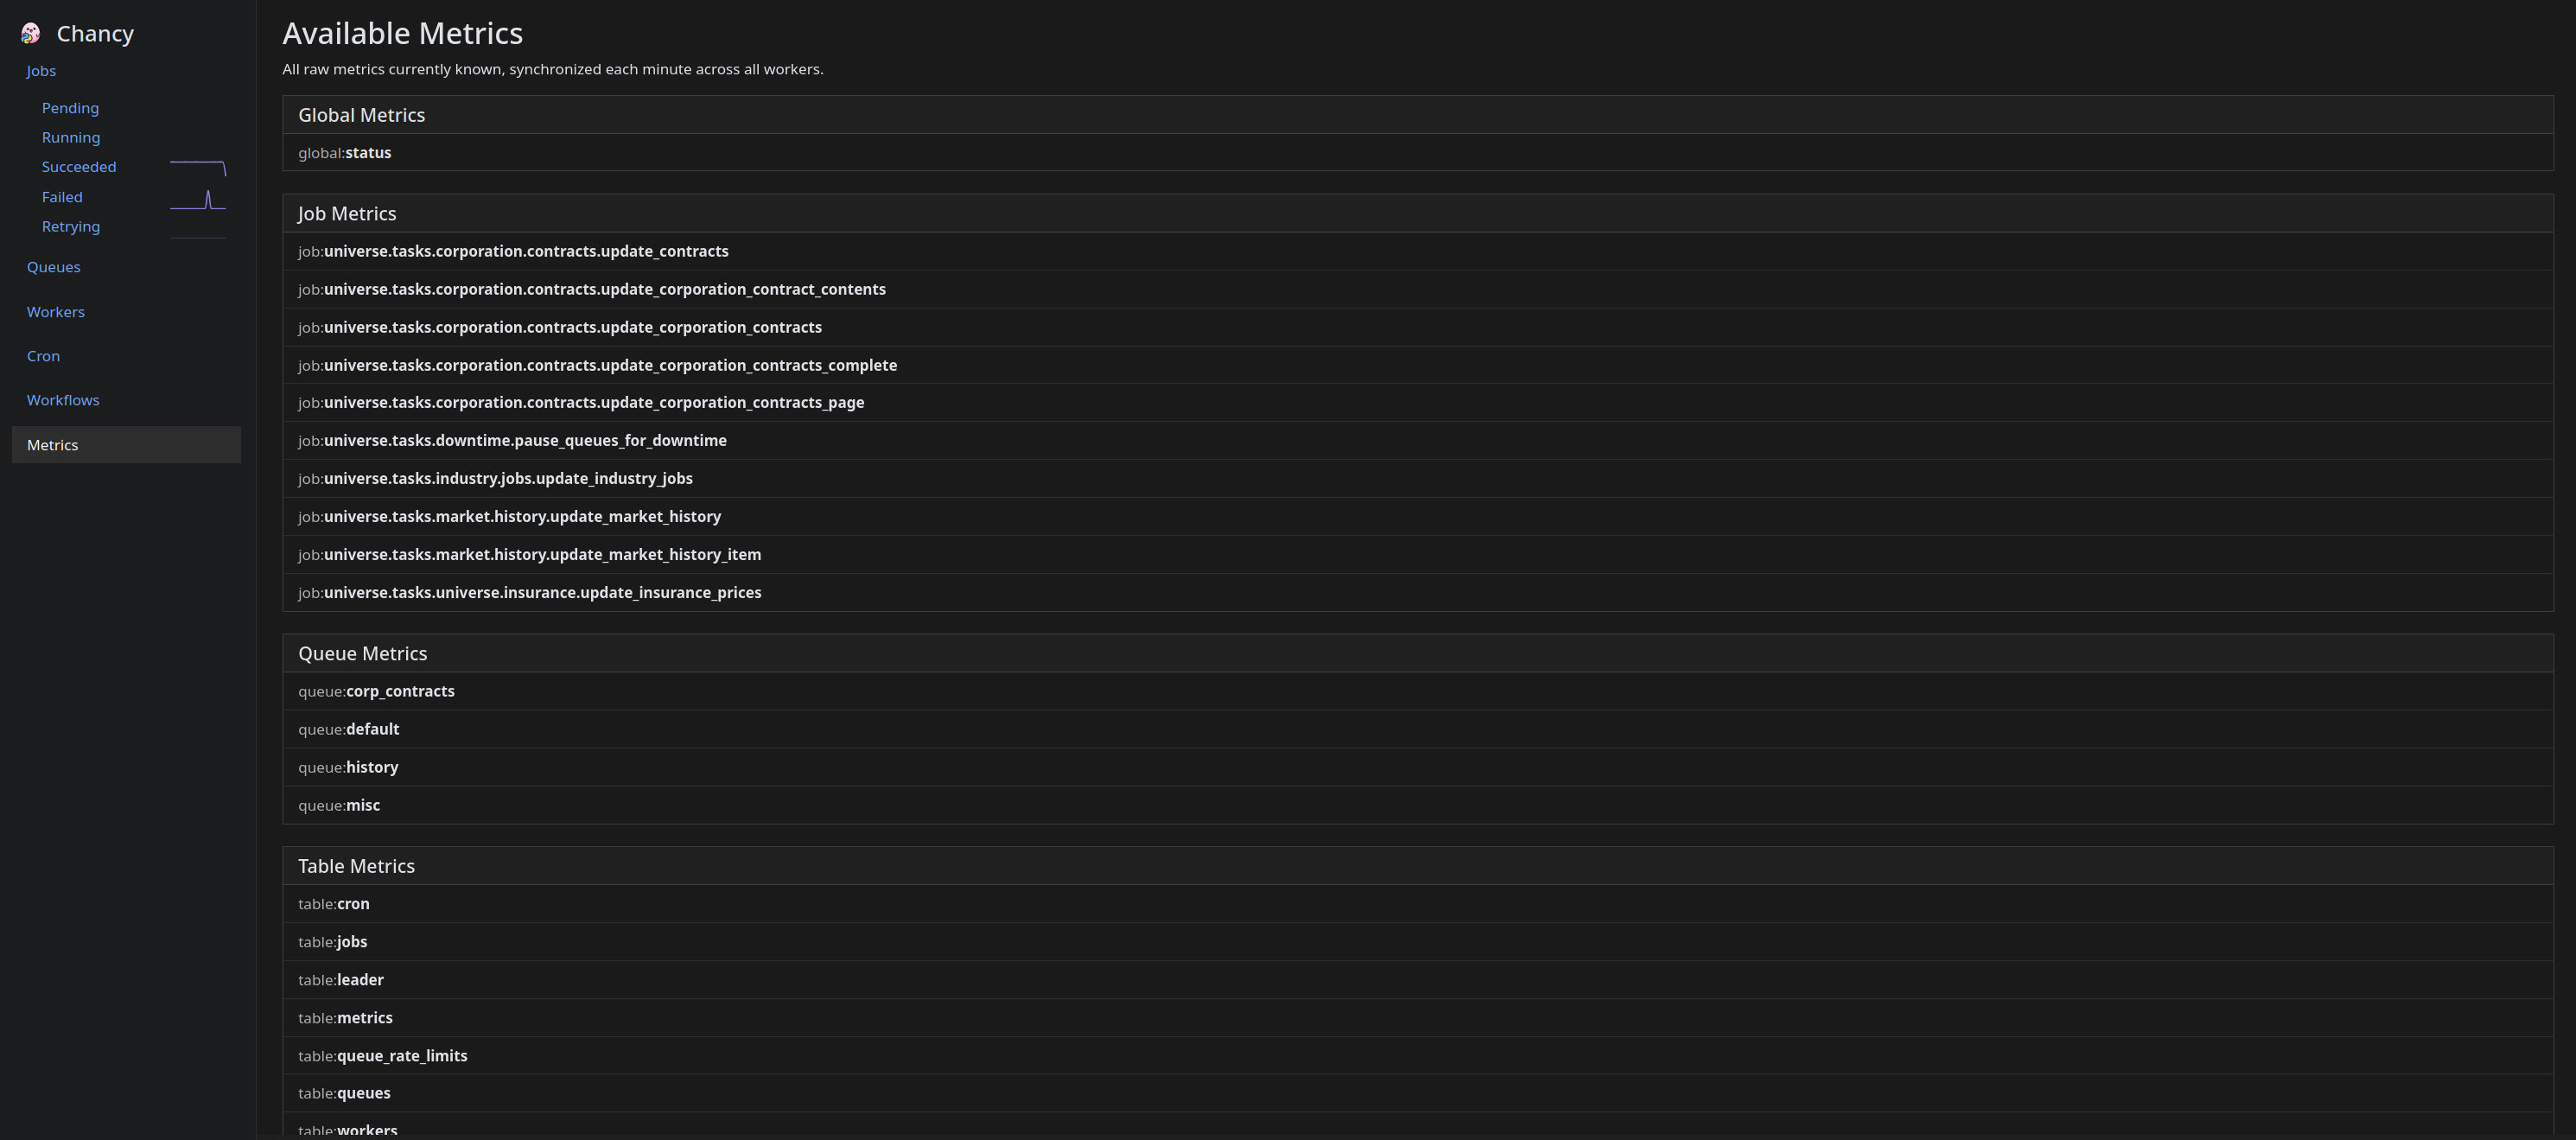 Chancy
Jobs
Pending
Running
Succeeded
Failed
Retrying
Queues
Workers
Cron
Workflows
Metrics
Available Metrics
All raw metrics currently known, synchronized each minute across all workers.
Global Metrics
global:status
Job Metrics
job:universe.tasks.corporation.contracts.update_contracts
job:universe.tasks.corporation.contracts.update_corporation_contract_contents
job:universe.tasks.corporation.contracts.update_corporation_contracts
job:universe.tasks.corporation.contracts.update_corporation_contracts_complete
job:universe.tasks.corporation.contracts.update_corporation_contracts_page
job:universe.tasks.downtime.pause_queues_for_downtime
job:universe.tasks.industry.jobs.update_industry_jobs
job:universe.tasks.market.history.update_market_history
job:universe.tasks.market.history.update_market_history_item
job:universe.tasks.universe.insurance.update_insurance_prices
Queue Metrics
queue:corp_contracts
queue:default
queue:history
queue:misc
Table Metrics
table:cron
table:jobs
table:leader
table:metrics
table:queue_rate_limits
table:queues
table:workers